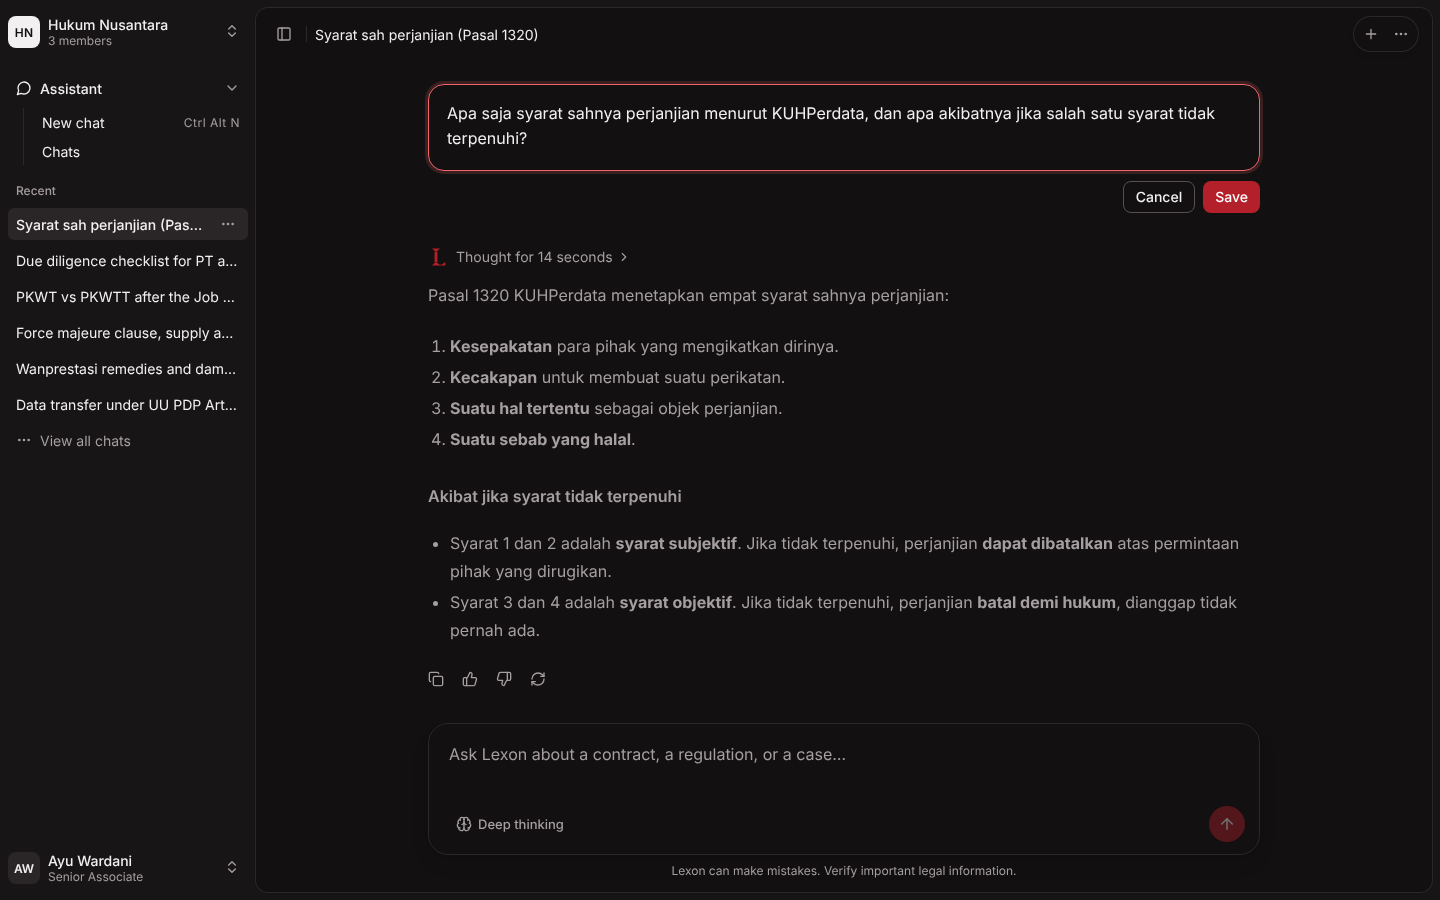 HN
Hukum Nusantara
3 members
Assistant
New chat
Ctrl Alt N
Chats
Recent
Syarat sah perjanjian (Pas...
Due diligence checklist for PT a...
PKWT vs PKWTT after the Job ...
Force majeure clause, supply a...
Wanprestasi remedies and dam...
Data transfer under UU PDP Art...
View all chats
AW
Ayu Wardani
Senior Associate
Syarat sah perjanjian (Pasal 1320)
Apa saja syarat sahnya perjanjian menurut KUHPerdata, dan apa akibatnya jika salah satu syarat tidak
terpenuhi?
Cancel
Save
Thought for 14 seconds
Pasal 1320 KUHPerdata menetapkan empat syarat sahnya perjanjian:
1. Kesepakatan para pihak yang mengikatkan dirinya.
2. Kecakapan untuk membuat suatu perikatan.
3. Suatu hal tertentu sebagai objek perjanjian.
4. Suatu sebab yang halal.
Akibat jika syarat tidak terpenuhi
• Syarat 1 dan 2 adalah syarat subjektif. Jika tidak terpenuhi, perjanjian dapat dibatalkan atas permintaan
pihak yang dirugikan.
• Syarat 3 dan 4 adalah syarat objektif. Jika tidak terpenuhi, perjanjian batal demi hukum, dianggap tidak
pernah ada.
Ask Lexon about a contract, a regulation, or a case...
Deep thinking
Lexon can make mistakes. Verify important legal information.